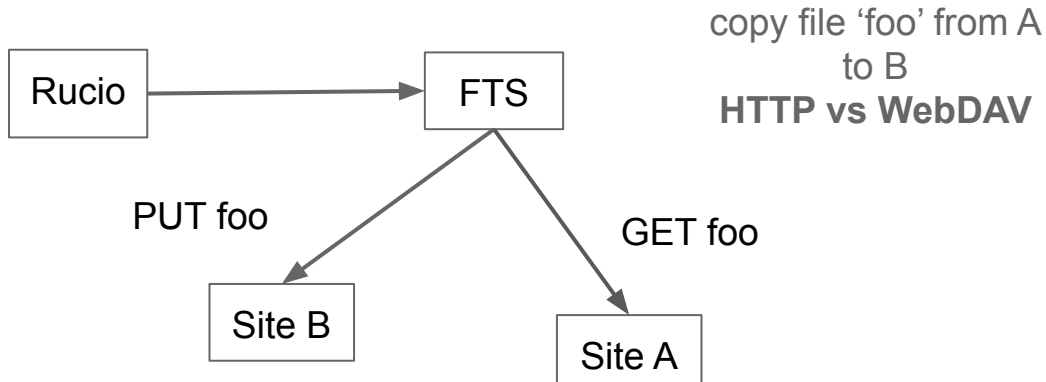 copy file ‘foo’ from A
to B
HTTP vs WebDAV
Rucio
FTS
PUT foo
GET foo
Site B
Site A